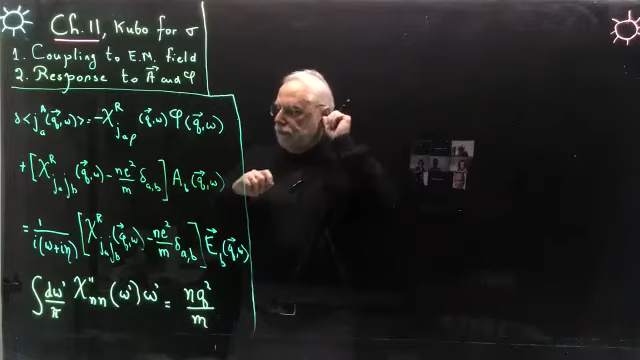 Ch. 11, Kubo for σ
1. Coupling to E.M. field
2. Response to A⃗ and φ
δ<j_a^A(q⃗,ω)> = -χ^R_{j_a ρ}(q⃗,ω) φ(q⃗,ω)
+ [χ^R_{j_a j_b}(q⃗,ω) - ne²/m δ_{a,b}] A_b(q⃗,ω)
= 1/i(ω+iη) [χ^R_{j_a j_b}(q⃗,ω) - ne²/m δ_{a,b}] E⃗_b(q⃗,ω)
∫ dω'/π χ''_{nn}(ω') ω' = nq²/m